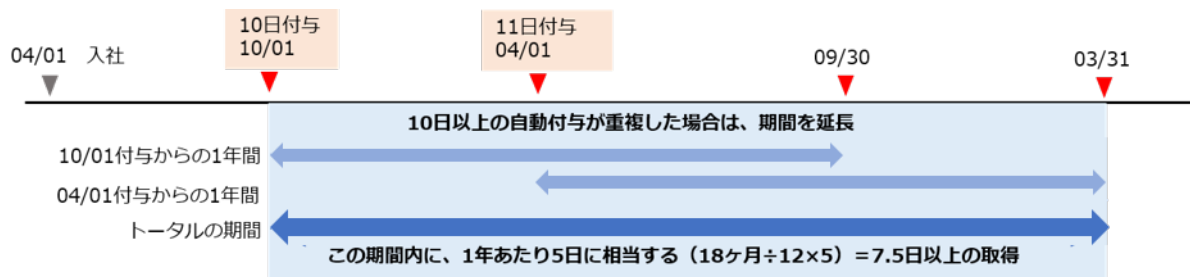 10日付与
10/01
11日付与
04/01
04/01 入社
09/30
03/31
10日以上の自動付与が重複した場合は、期間を延長
10/01付与からの1年間
04/01付与からの1年間
トータルの期間
この期間内に、1年あたり5日に相当する（18ヶ月÷12×5）＝7.5日以上の取得